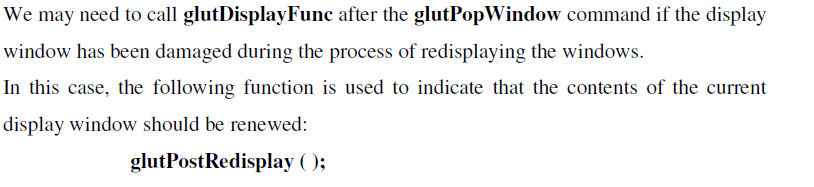 We may need to call glutDisplayFunc after the glutPopWindow command if the display
window has been damaged during the process of redisplaying the windows.
In this case, the following function is used to indicate that the contents of the current
display window should be renewed:
glutPostRedisplay ( );